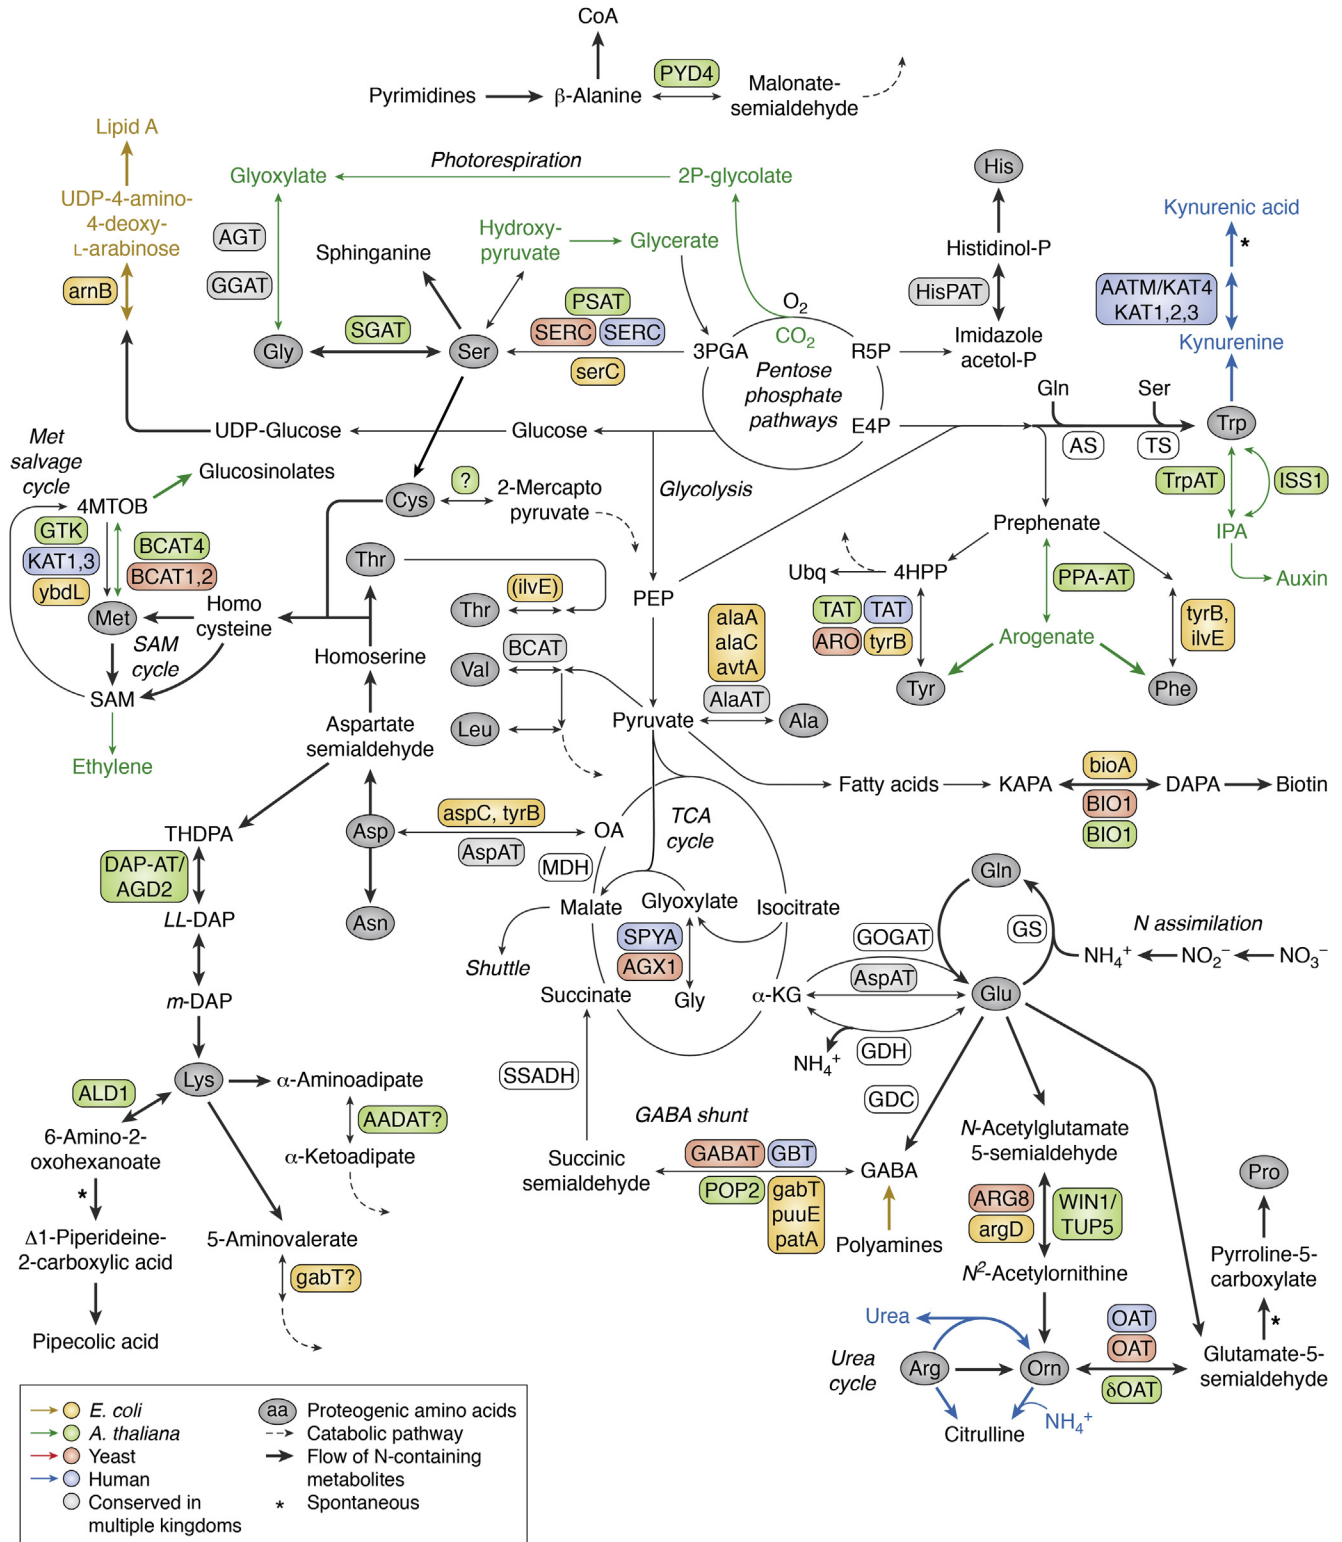 CoA
Pyrimidines
β-Alanine
PYD4
Malonate-
semialdehyde
Lipid A
UDP-4-amino-
4-deoxy-
L-arabinose
arnB
Photorespiration
Glyoxylate
2P-glycolate
AGT
GGAT
Hydroxy-
pyruvate
Glycerate
Sphinganine
SGAT
Gly
Ser
PSAT
SERC
SERC
serC
3PGA
O2
CO2
R5P
Pentose
phosphate
pathways
E4P
His
Histidinol-P
HisPAT
Imidazole
acetol-P
Kynurenic acid
*
AATM/KAT4
KAT1,2,3
Kynurenine
Gln
Ser
AS
TS
Trp
TrpAT
ISS1
IPA
Auxin
UDP-Glucose
Glucose
Met
salvage
cycle
Glucosinolates
4MTOB
GTK
KAT1,3
ybdL
BCAT4
BCAT1,2
Met
Homo
cysteine
SAM
cycle
SAM
Ethylene
Cys
?
2-Mercapto
pyruvate
Glycolysis
Thr
Thr
(ilvE)
PEP
Val
BCAT
Leu
Homoserine
Aspartate
semialdehyde
alaA
alaC
avtA
AlaAT
Pyruvate
Ala
Prephenate
Ubq
4HPP
TAT
TAT
ARO
tyrB
Tyr
PPA-AT
Arogenate
tyrB,
ilvE
Phe
Fatty acids
KAPA
bioA
BIO1
BIO1
DAPA
Biotin
THDPA
DAP-AT/
AGD2
LL-DAP
m-DAP
Asp
aspC, tyrB
AspAT
OA
MDH
Asn
TCA
cycle
Malate
Glyoxylate
Isocitrate
Shuttle
SPYA
AGX1
Gly
Succinate
α-KG
GOGAT
AspAT
GDH
NH4+
Gln
GS
Glu
N assimilation
NH4+
NO2−
NO3−
SSADH
GDC
Lys
ALD1
α-Aminoadipate
AADAT?
α-Ketoadipate
6-Amino-2-
oxohexanoate
*
Δ1-Piperideine-
2-carboxylic acid
Pipecolic acid
5-Aminovalerate
gabT?
GABA shunt
Succinic
semialdehyde
GABAT
GBT
POP2
gabT
puuE
patA
GABA
Polyamines
N-Acetylglutamate
5-semialdehyde
ARG8
argD
WIN1/
TUP5
N2-Acetylornithine
Pro
Pyrroline-5-
carboxylate
*
Glutamate-5-
semialdehyde
Urea
Urea
cycle
Arg
Orn
OAT
OAT
δOAT
NH4+
Citrulline
E. coli
A. thaliana
Yeast
Human
Conserved in
multiple kingdoms
aa
Proteogenic amino acids
Catabolic pathway
Flow of N-containing
metabolites
* Spontaneous